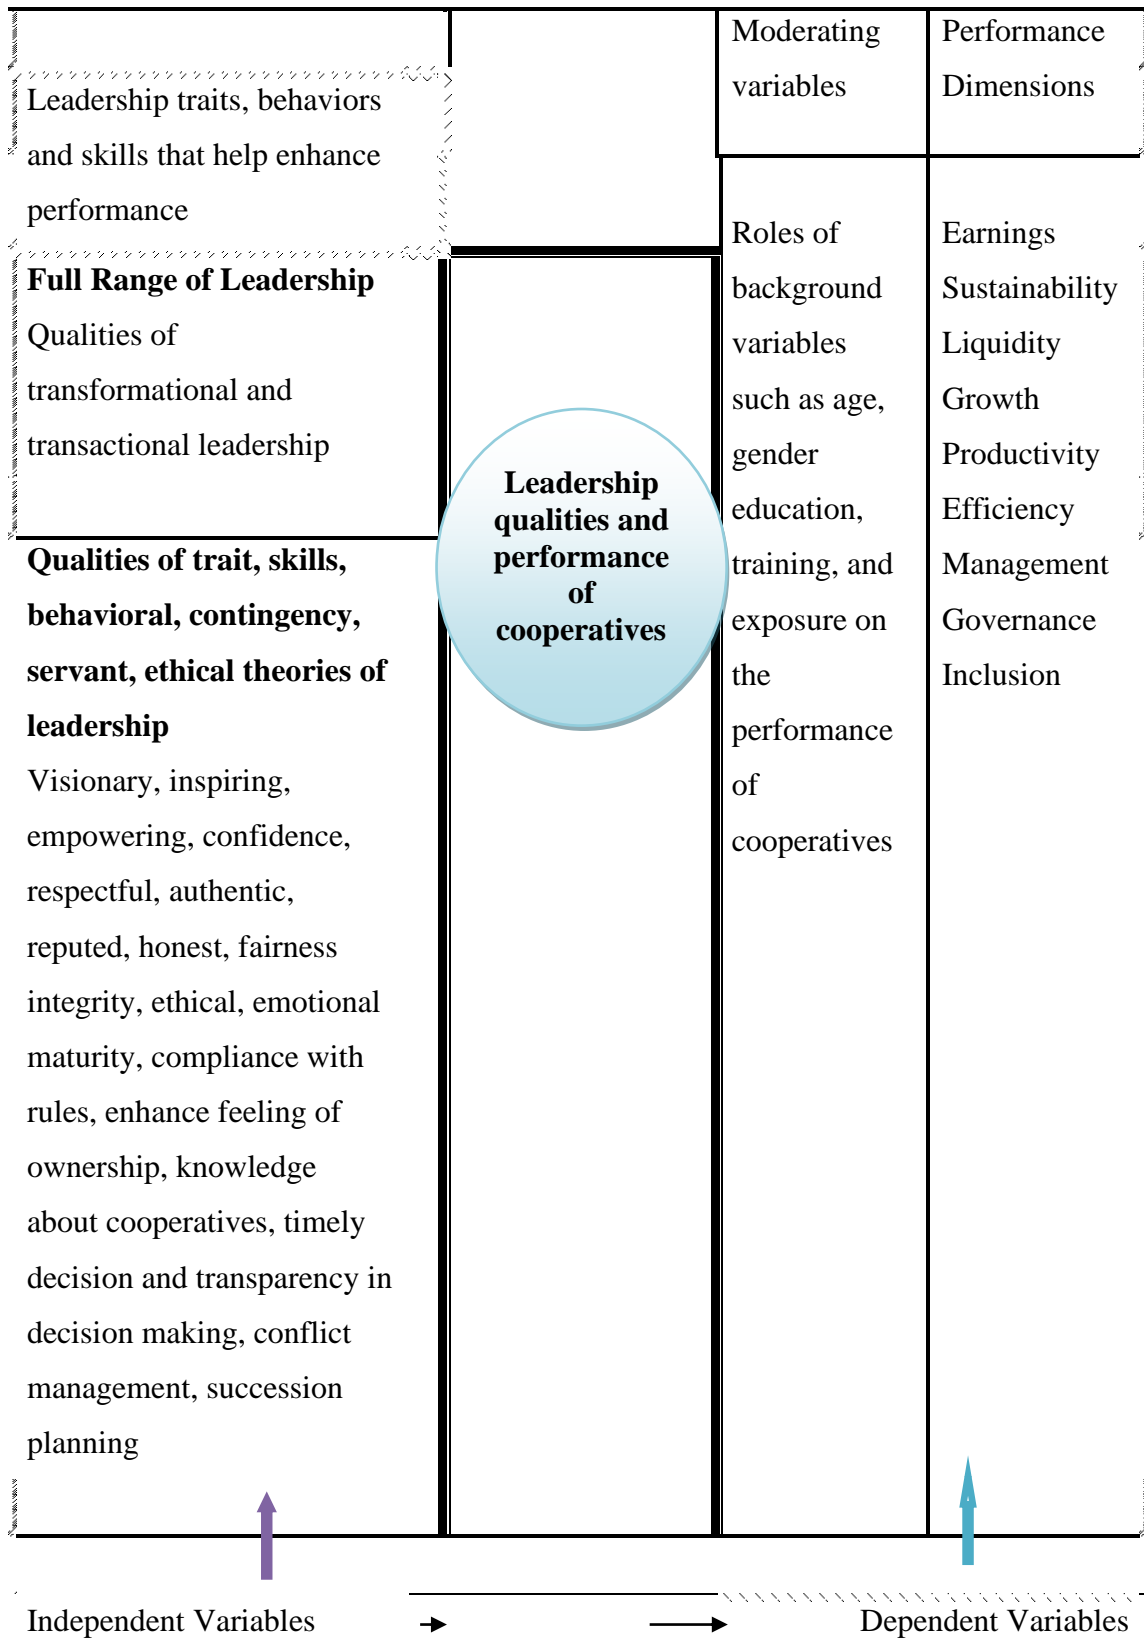 Leadership traits, behaviors
and skills that help enhance
performance
Moderating
variables
Performance
Dimensions
Full Range of Leadership
Qualities of
transformational and
transactional leadership
Qualities of trait, skills,
behavioral, contingency,
servant, ethical theories of
leadership
Visionary, inspiring,
empowering, confidence,
respectful, authentic,
reputed, honest, fairness
integrity, ethical, emotional
maturity, compliance with
rules, enhance feeling of
ownership, knowledge
about cooperatives, timely
decision and transparency in
decision making, conflict
management, succession
planning
Leadership
qualities and
performance
of
cooperatives
Roles of
background
variables
such as age,
gender
education,
training, and
exposure on
the
performance
of
cooperatives
Earnings
Sustainability
Liquidity
Growth
Productivity
Efficiency
Management
Governance
Inclusion
Independent Variables
Dependent Variables